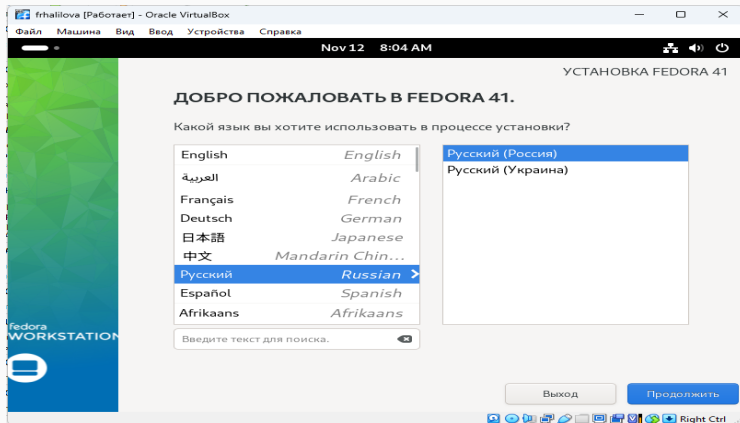 frhalilova [Работает] - Oracle VirtualBox
Файл Машина Вид Ввод Устройства Справка
Nov 12 8:04 AM
УСТАНОВКА FEDORA 41
ДОБРО ПОЖАЛОВАТЬ В FEDORA 41.
Какой язык вы хотите использовать в процессе установки?
English English
العربية Arabic
Français French
Deutsch German
日本語 Japanese
中文 Mandarin Chin...
Русский Russian
Español Spanish
Afrikaans Afrikaans
Введите текст для поиска.
Русский (Россия)
Русский (Украина)
fedora
WORKSTATION
Выход Продолжить
Right Ctrl